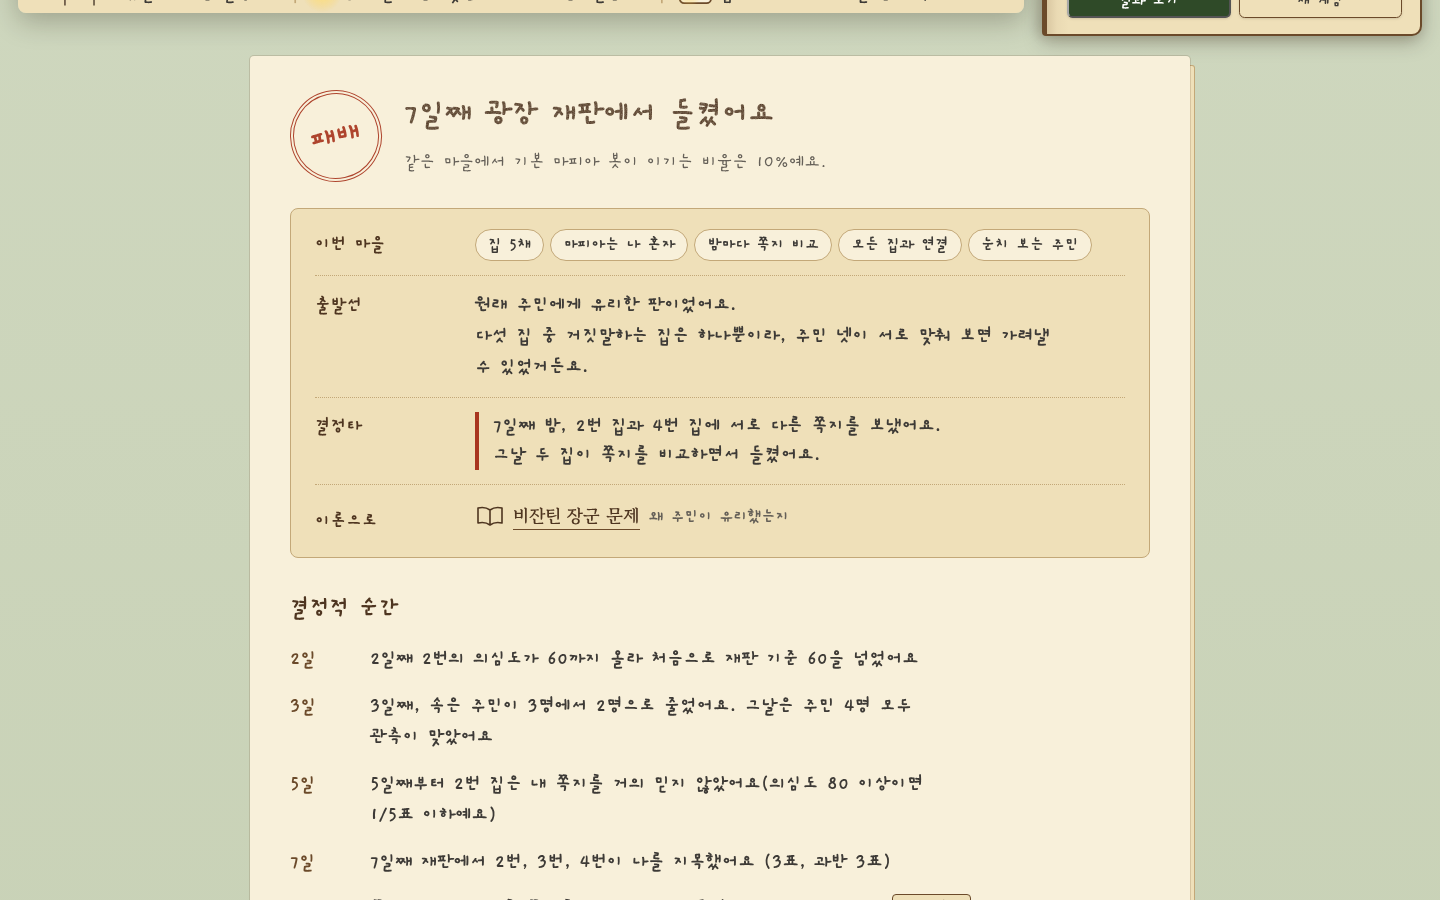 7일째 광장 재판에서 들켰어요
패배
같은 마을에서 기본 마피아 봇이 이기는 비율은 10%예요.
이번 마을
집 5채
마피아는 나 혼자
밤마다 쪽지 비교
모든 집과 연결
눈치 보는 주민
출발선
원래 주민에게 유리한 판이었어요.
다섯 집 중 거짓말하는 집은 하나뿐이라, 주민 넷이 서로 맞춰 보면 가려낼
수 있었거든요.
결정타
7일째 밤, 2번 집과 4번 집에 서로 다른 쪽지를 보냈어요.
그날 두 집이 쪽지를 비교하면서 들켰어요.
이론으로
비잔틴 장군 문제 왜 주민이 유리했는지
결정적 순간
2일
2일째 2번의 의심도가 60까지 올라 처음으로 재판 기준 60을 넘었어요
3일
3일째, 속은 주민이 3명에서 2명으로 줄었어요. 그날은 주민 4명 모두
관측이 맞았어요
5일
5일째부터 2번 집은 내 쪽지를 거의 믿지 않았어요(의심도 80 이상이면
1/5표 이하예요)
7일
7일째 재판에서 2번, 3번, 4번이 나를 지목했어요 (3표, 과반 3표)